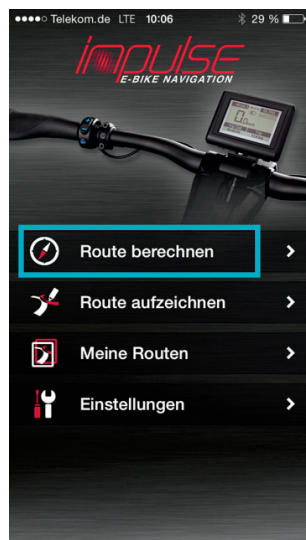 Telekom.de LTE 10:06 29 %
impulse
E-BIKE NAVIGATION
Route berechnen
Route aufzeichnen
Meine Routen
Einstellungen